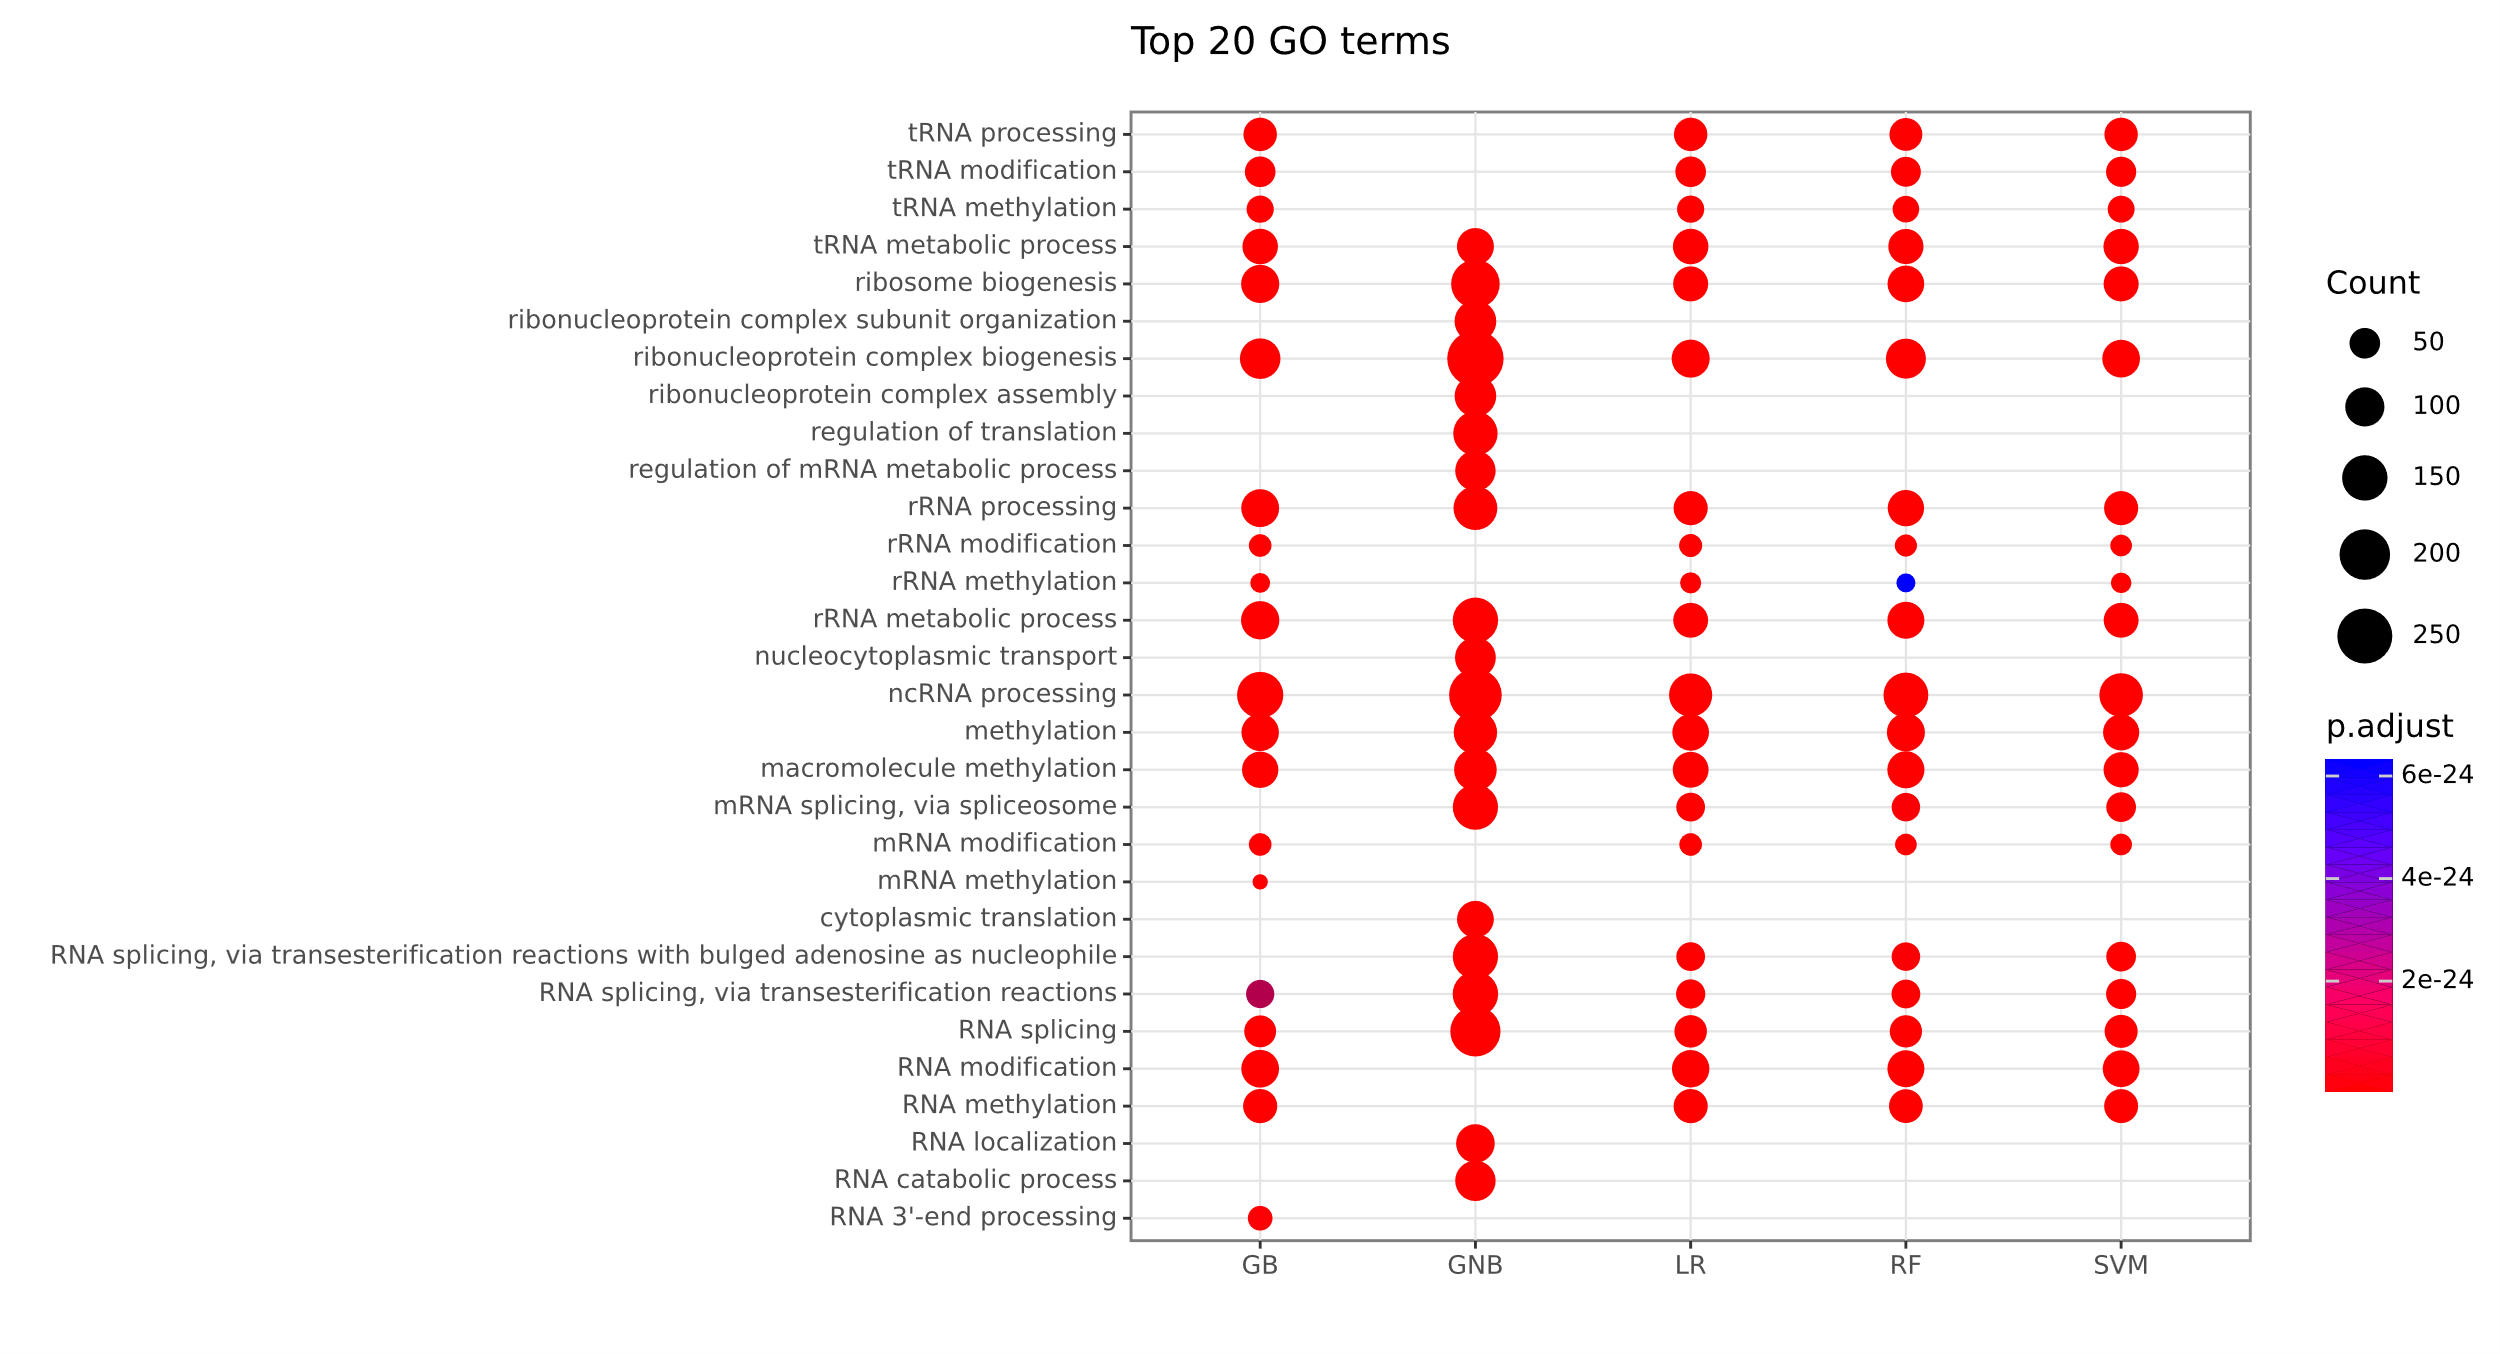 Top 20 GO terms
tRNA processing
tRNA modification
tRNA methylation
tRNA metabolic process
ribosome biogenesis
ribonucleoprotein complex subunit organization
ribonucleoprotein complex biogenesis
ribonucleoprotein complex assembly
regulation of translation
regulation of mRNA metabolic process
rRNA processing
rRNA modification
rRNA methylation
rRNA metabolic process
nucleocytoplasmic transport
ncRNA processing
methylation
macromolecule methylation
mRNA splicing, via spliceosome
mRNA modification
mRNA methylation
cytoplasmic translation
RNA splicing, via transesterification reactions with bulged adenosine as nucleophile
RNA splicing, via transesterification reactions
RNA splicing
RNA modification
RNA methylation
RNA localization
RNA catabolic process
RNA 3'-end processing
GB GNB LR RF SVM
Count
50
100
150
200
250
p.adjust
6e-24
4e-24
2e-24